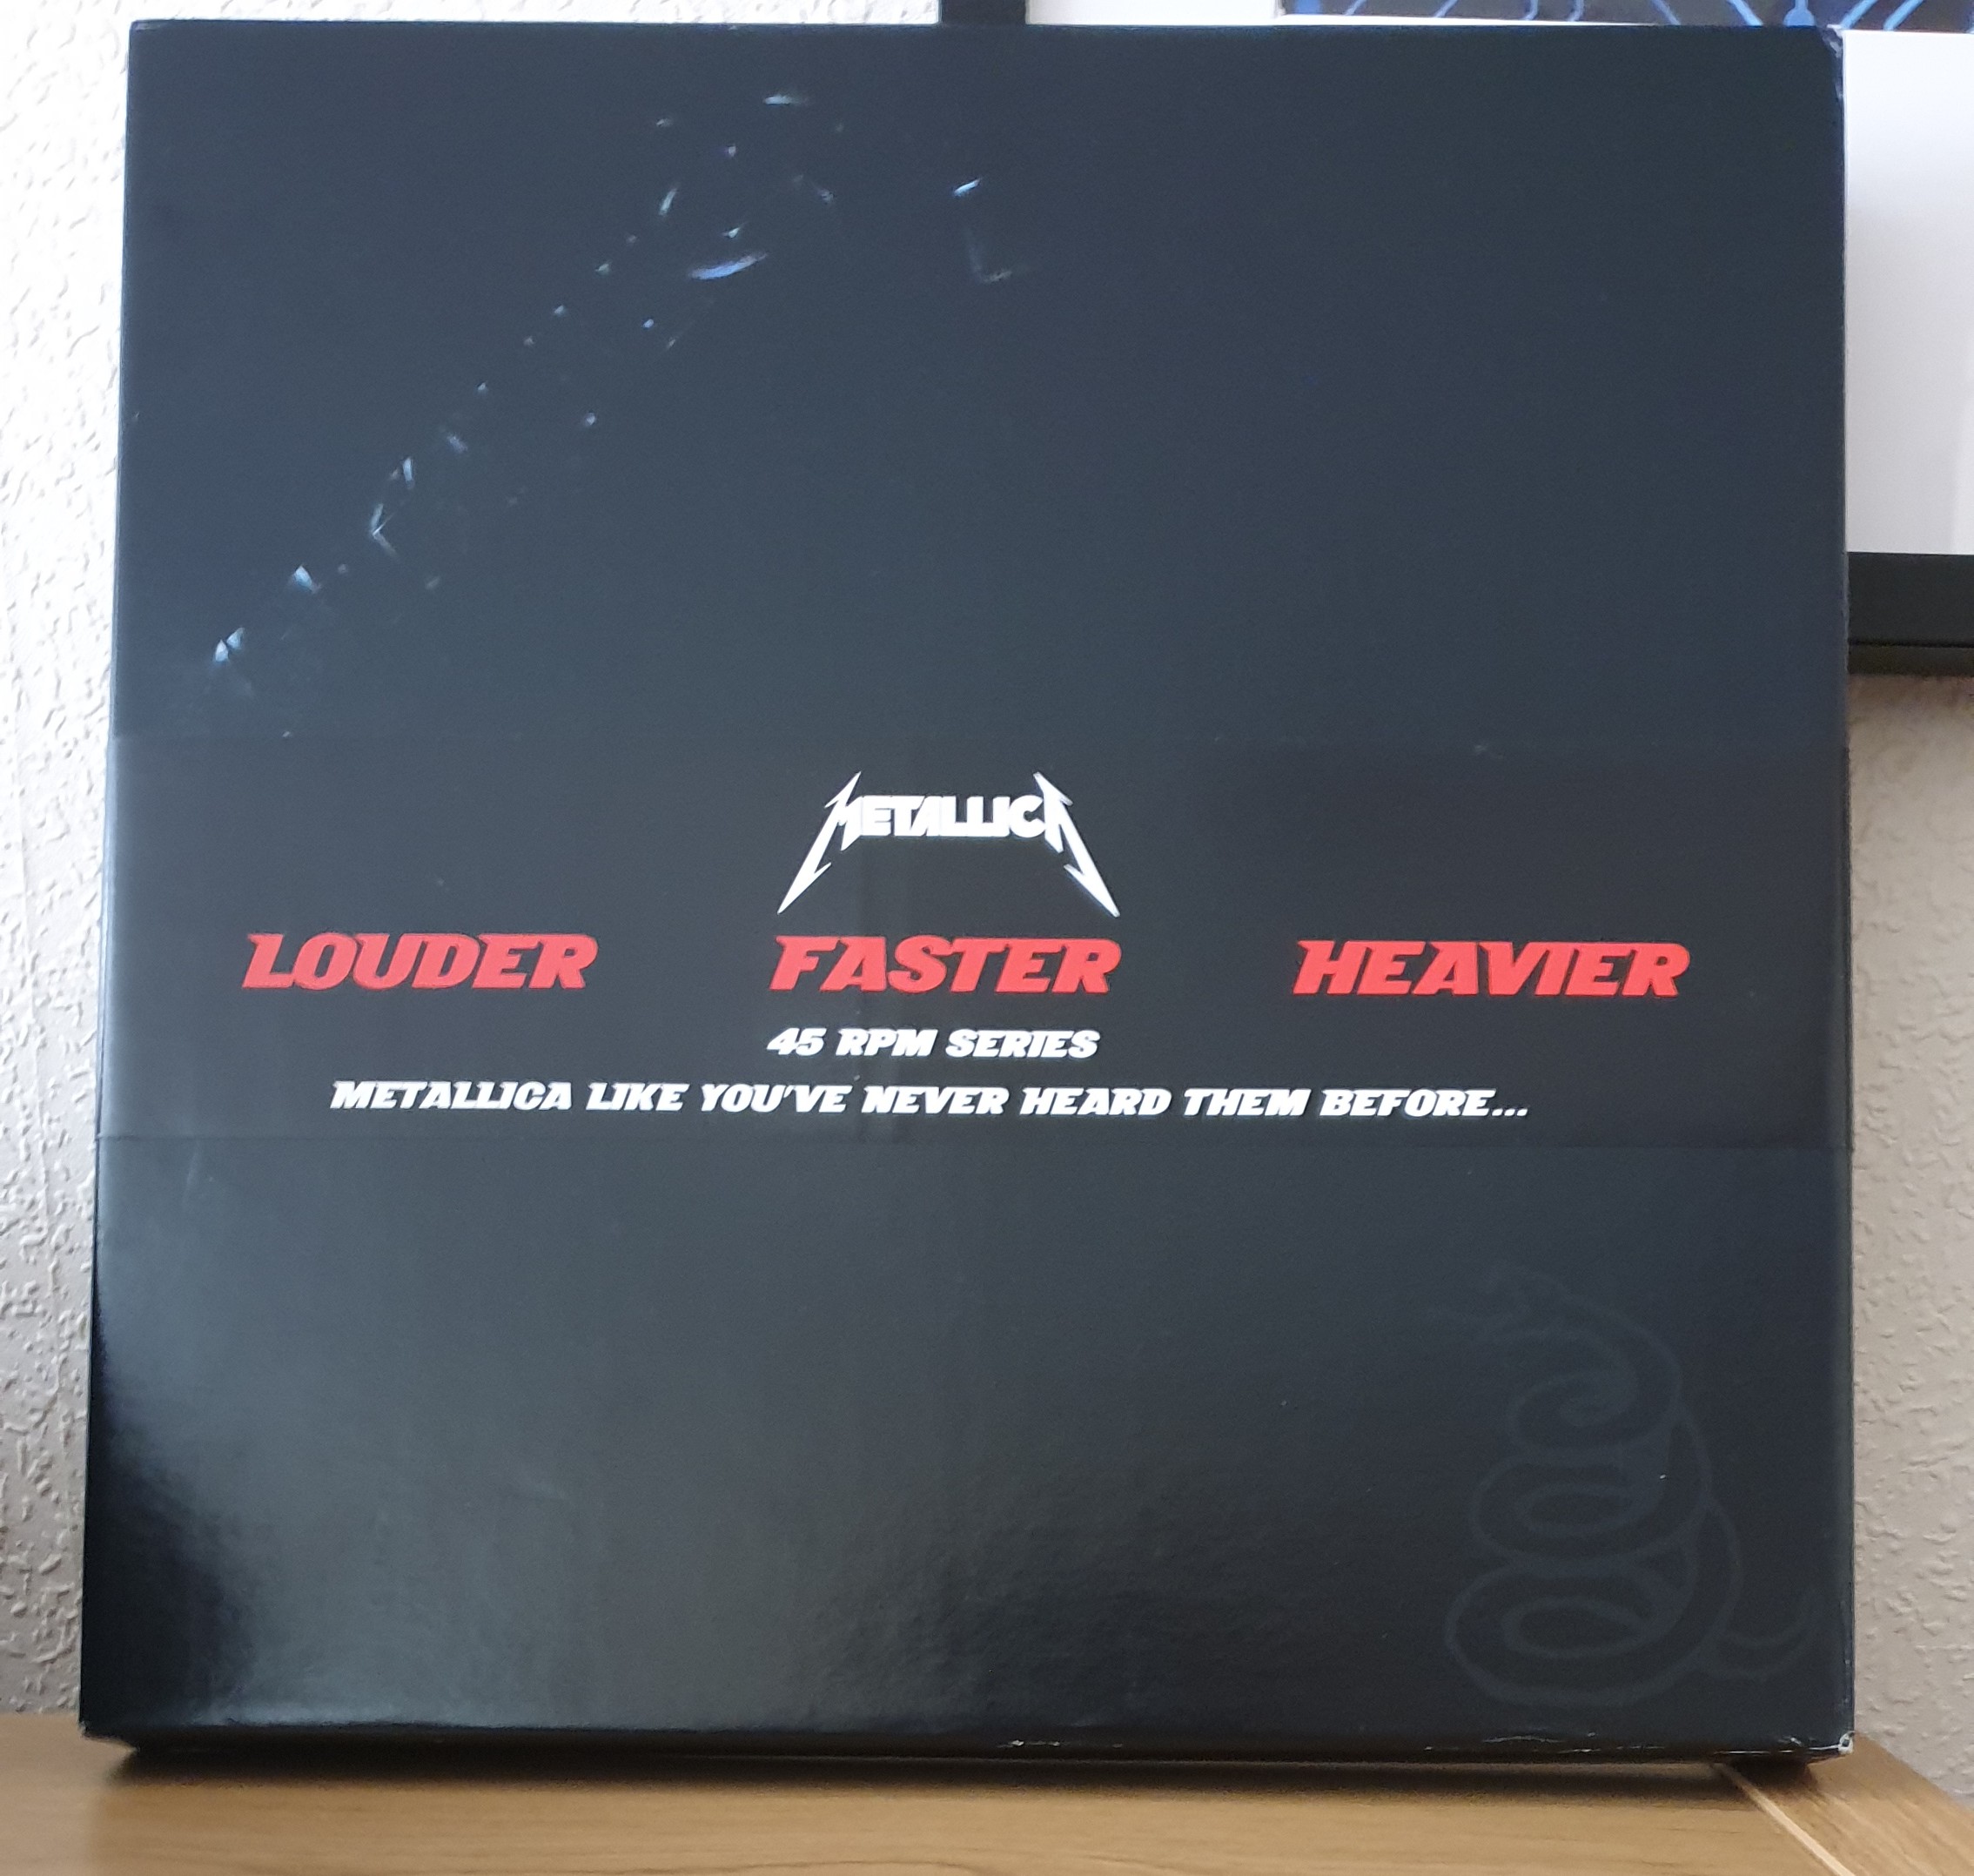 METALLICA
LOUDER FASTER HEAVIER
45 RPM SERIES
METALLICA LIKE YOU'VE NEVER HEARD THEM BEFORE...